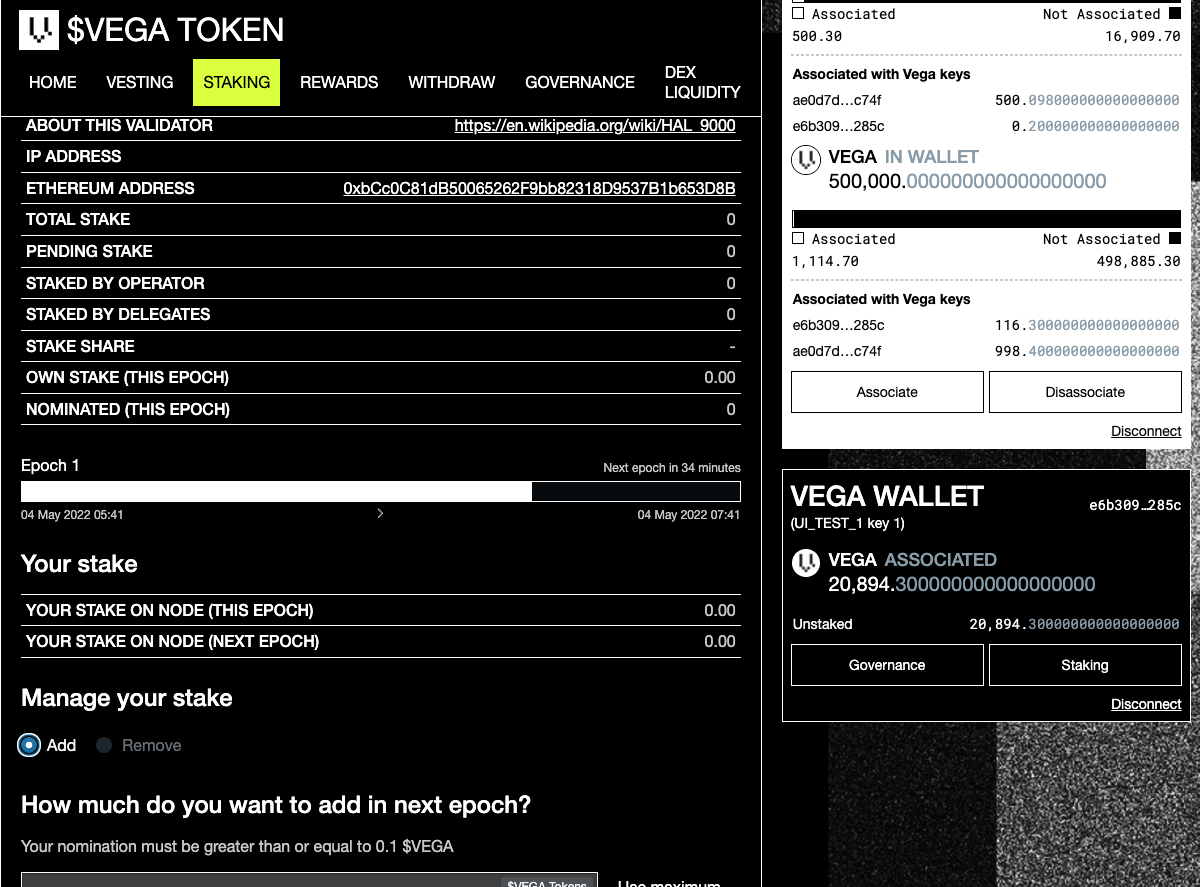 $VEGA TOKEN
HOME VESTING STAKING REWARDS WITHDRAW GOVERNANCE DEX LIQUIDITY
ABOUT THIS VALIDATOR https://en.wikipedia.org/wiki/HAL_9000
IP ADDRESS
ETHEREUM ADDRESS 0xbCc0C81dB50065262F9bb82318D9537B1b653D8B
TOTAL STAKE 0
PENDING STAKE 0
STAKED BY OPERATOR 0
STAKED BY DELEGATES 0
STAKE SHARE -
OWN STAKE (THIS EPOCH) 0.00
NOMINATED (THIS EPOCH) 0
Epoch 1 Next epoch in 34 minutes
04 May 2022 05:41 04 May 2022 07:41
Your stake
YOUR STAKE ON NODE (THIS EPOCH) 0.00
YOUR STAKE ON NODE (NEXT EPOCH) 0.00
Manage your stake
Add Remove
How much do you want to add in next epoch?
Your nomination must be greater than or equal to 0.1 $VEGA
$VEGA Tokens Use maximum
Associated Not Associated
500.30 16,909.70
Associated with Vega keys
ae0d7d…c74f 500.098000000000000000
e6b309…285c 0.200000000000000000
VEGA IN WALLET
500,000.000000000000000000
Associated Not Associated
1,114.70 498,885.30
Associated with Vega keys
e6b309…285c 116.300000000000000000
ae0d7d…c74f 998.400000000000000000
Associate Disassociate
Disconnect
VEGA WALLET e6b309…285c
(UI_TEST_1 key 1)
VEGA ASSOCIATED
20,894.300000000000000000
Unstaked 20,894.300000000000000000
Governance Staking
Disconnect